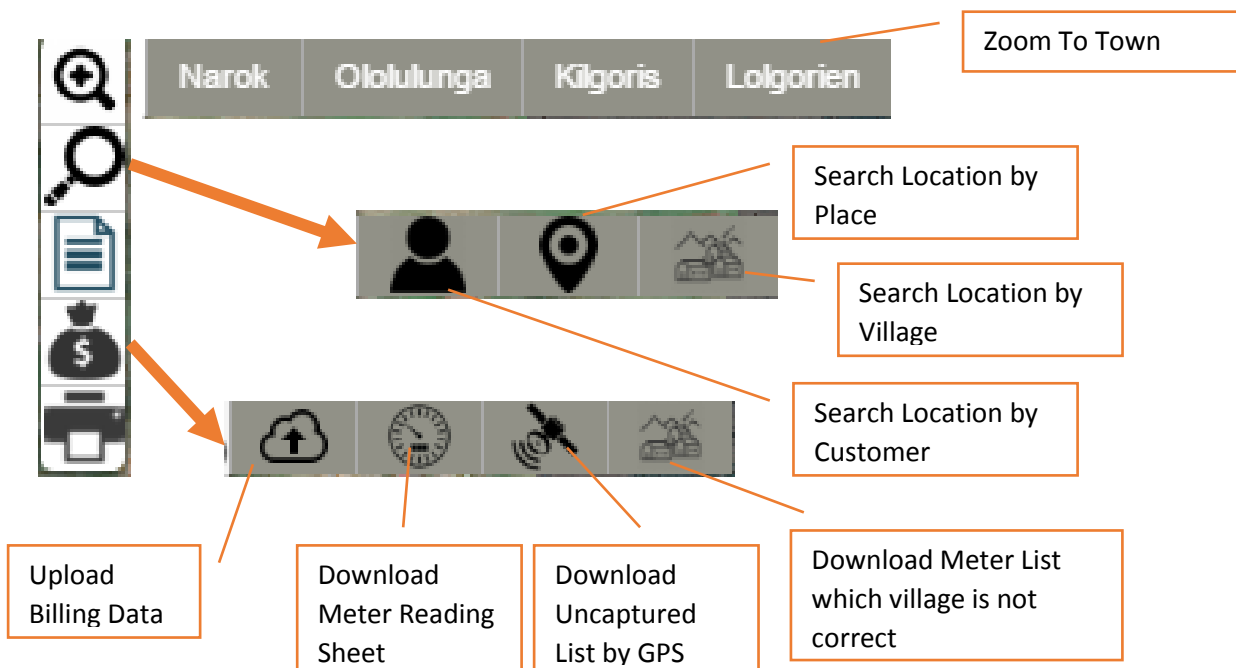 Zoom To Town
Narok Ololulunga Kilgoris Lolgorien
Search Location by
Place
Search Location by
Village
Search Location by
Customer
$
Upload
Billing Data
Download
Meter Reading
Sheet
Download
Uncaptured
List by GPS
Download Meter List
which village is not
correct